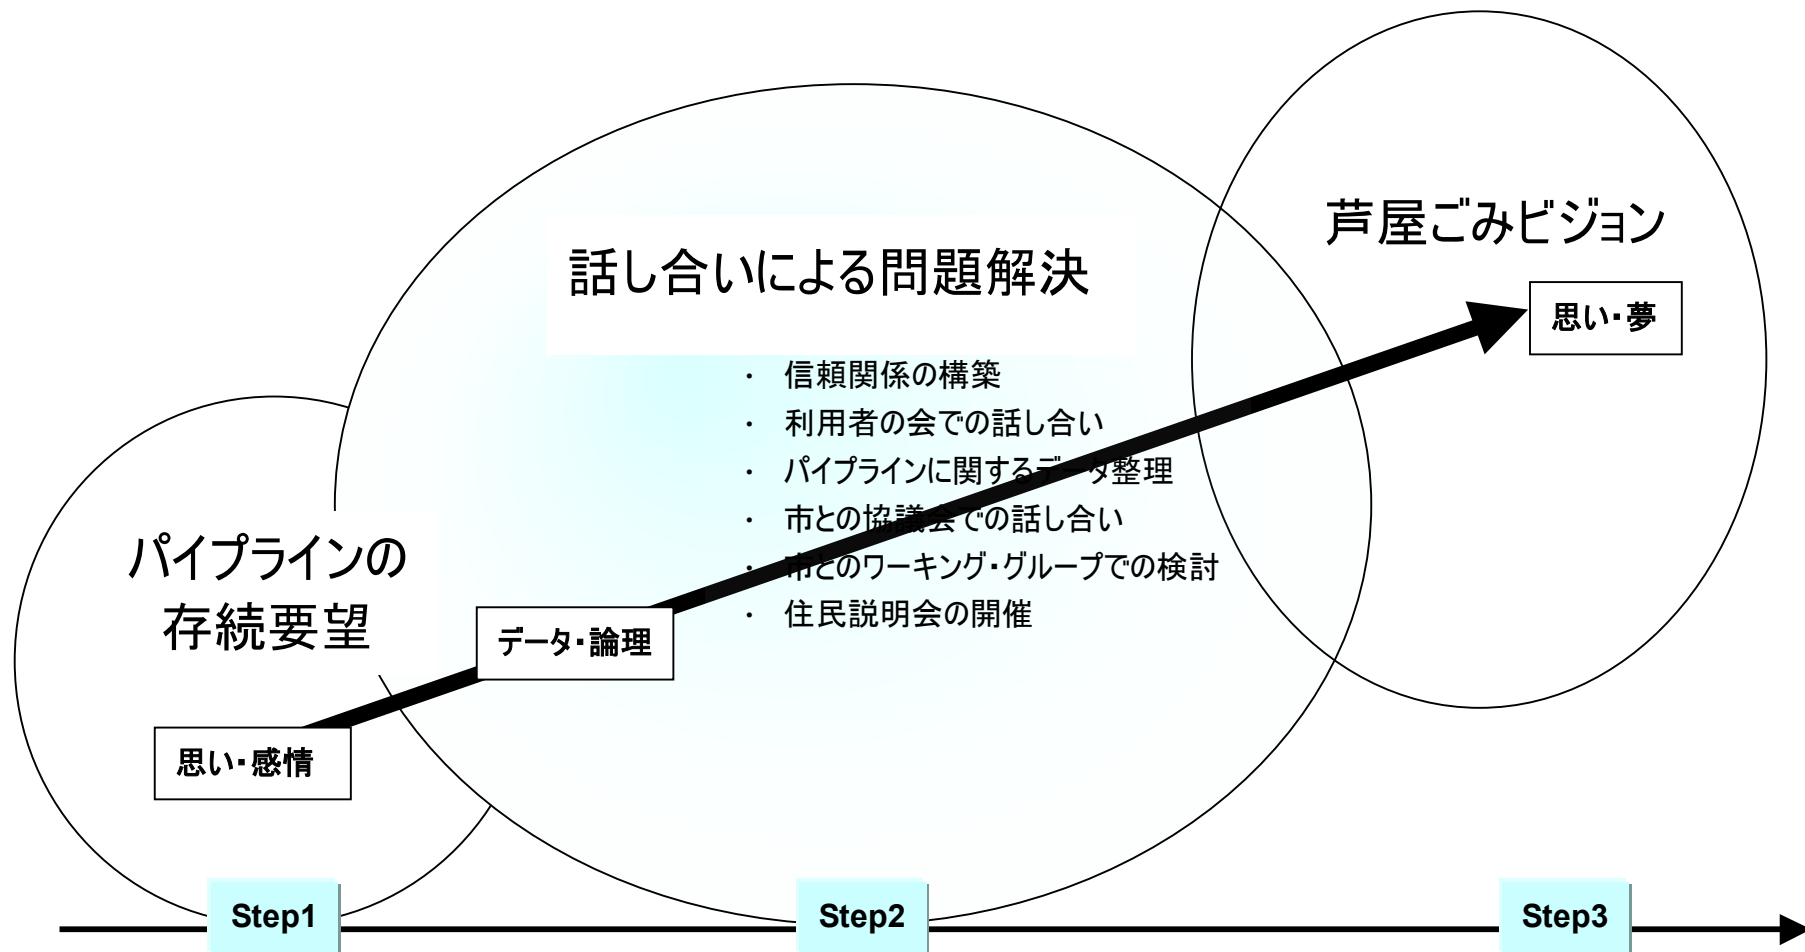 芦屋ごみビジョン
思い・夢
話し合いによる問題解決
・ 信頼関係の構築
・ 利用者の会での話し合い
・ パイプラインに関するデータ整理
・ 市との協議会での話し合い
・ 市とのワーキング・グループでの検討
・ 住民説明会の開催
パイプラインの
存続要望
データ・論理
思い・感情
Step1
Step2
Step3